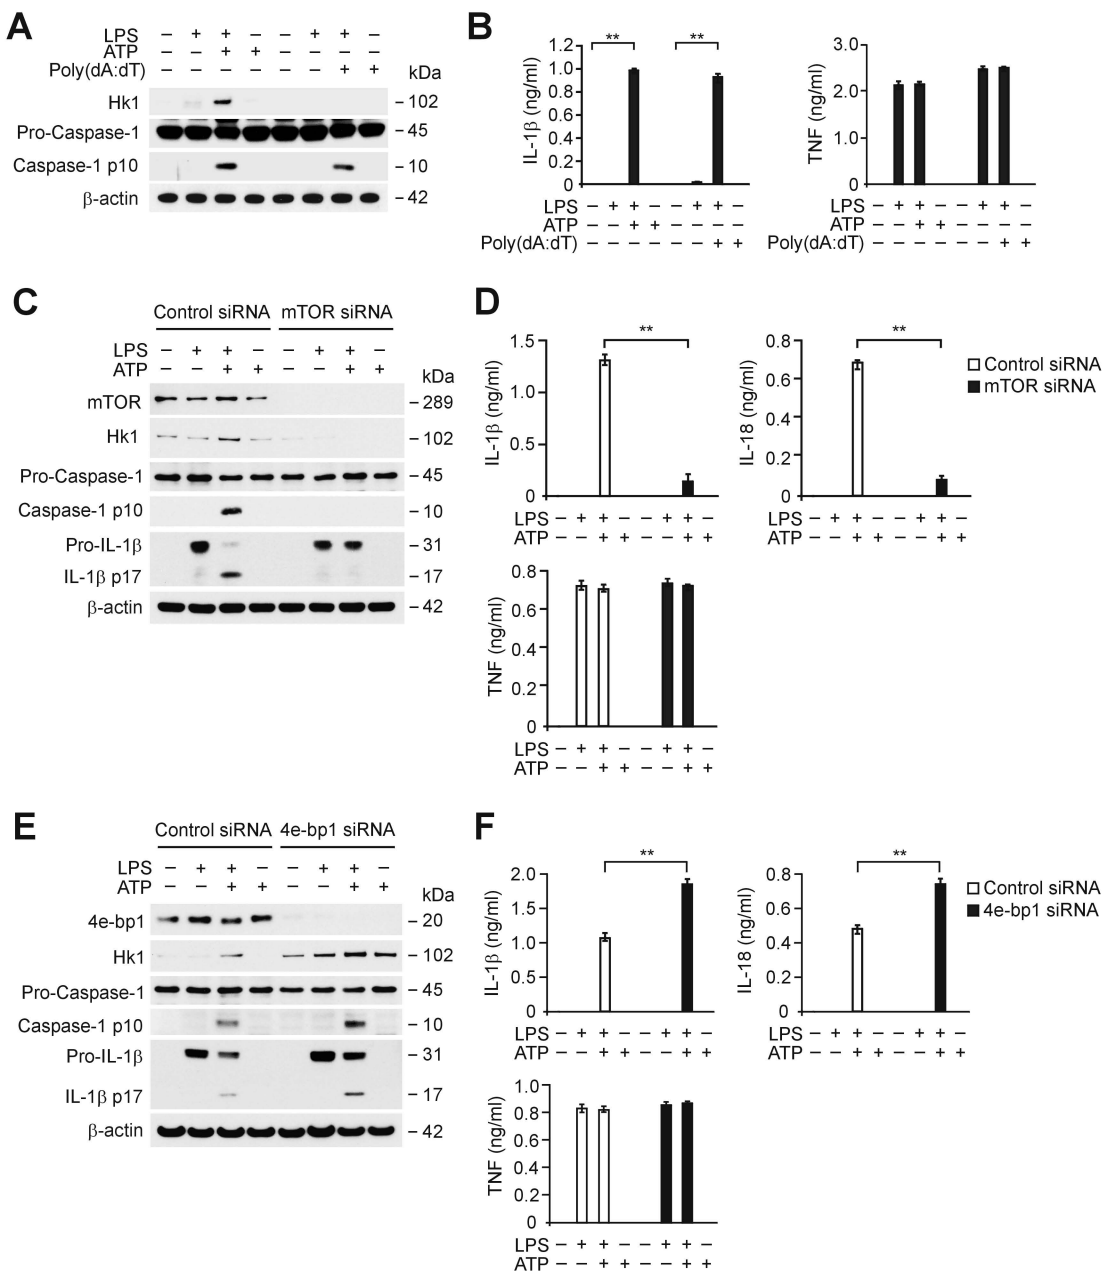 A
LPS – + + – – + + –
ATP – – + + – – – –
Poly(dA:dT) – – – – – – + +
kDa
Hk1 – 102
Pro-Caspase-1 – 45
Caspase-1 p10 – 10
β-actin – 42
B
IL-1β (ng/ml)
1.2
1.0
0.8
0.6
0.4
0.2
0
** **
LPS – + + – – + + –
ATP – – + + – – – –
Poly(dA:dT) – – – – – – + +
TNF (ng/ml)
3.0
2.0
1.0
0
LPS – + + – – + + –
ATP – – + + – – – –
Poly(dA:dT) – – – – – – + +
C
Control siRNA mTOR siRNA
LPS – + + – – + + –
ATP – – + + – – + +
kDa
mTOR – 289
Hk1 – 102
Pro-Caspase-1 – 45
Caspase-1 p10 – 10
Pro-IL-1β – 31
IL-1β p17 – 17
β-actin – 42
D
IL-1β (ng/ml)
1.5
1.0
0.5
0
**
LPS – + + – – + + –
ATP – – + + – – + +
IL-18 (ng/ml)
0.8
0.6
0.4
0.2
0
**
LPS – + + – – + + –
ATP – – + + – – + +
Control siRNA
mTOR siRNA
TNF (ng/ml)
0.8
0.6
0.4
0.2
0
LPS – + + – – + + –
ATP – – + + – – + +
E
Control siRNA 4e-bp1 siRNA
LPS – + + – – + + –
ATP – – + + – – + +
kDa
4e-bp1 – 20
Hk1 – 102
Pro-Caspase-1 – 45
Caspase-1 p10 – 10
Pro-IL-1β – 31
IL-1β p17 – 17
β-actin – 42
F
IL-1β (ng/ml)
2.0
1.0
0.5
0
**
LPS – + + – – + + –
ATP – – + + – – + +
IL-18 (ng/ml)
0.8
0.6
0.4
0.2
0
**
LPS – + + – – + + –
ATP – – + + – – + +
Control siRNA
4e-bp1 siRNA
TNF (ng/ml)
1.0
0.8
0.6
0.4
0.2
0
LPS – + + – – + + –
ATP – – + + – – + +